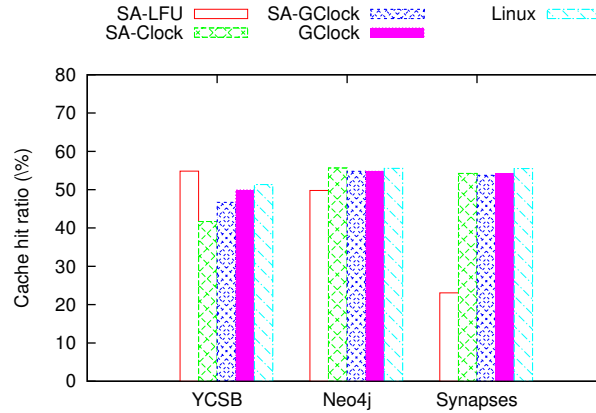 SA-LFU
SA-GClock
Linux
SA-Clock
GClock
80
70
60
50
40
30
20
10
0
Cache hit ratio (\%)
YCSB
Neo4j
Synapses